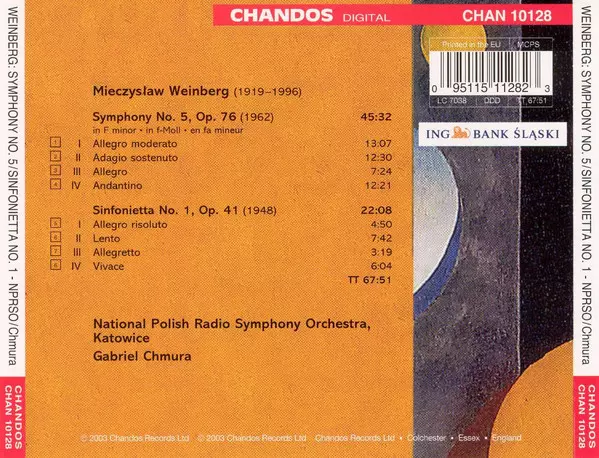 CHANDOS DIGITAL CHAN 10128
Printed in the EU MCPS
0 95115 11282 3
LC 7038 DDD TT 67:51
ING BANK ŚLĄSKI
Mieczysław Weinberg (1919–1996)
Symphony No. 5, Op. 76 (1962) 45:32
in F minor • in f-Moll • en fa mineur
1 I Allegro moderato 13:07
2 II Adagio sostenuto 12:30
3 III Allegro 7:24
4 IV Andantino 12:21
Sinfonietta No. 1, Op. 41 (1948) 22:08
5 I Allegro risoluto 4:50
6 II Lento 7:42
7 III Allegretto 3:19
8 IV Vivace 6:04
TT 67:51
National Polish Radio Symphony Orchestra,
Katowice
Gabriel Chmura
℗ 2003 Chandos Records Ltd © 2003 Chandos Records Ltd Chandos Records Ltd • Colchester • Essex • England
WEINBERG: SYMPHONY NO. 5/SINFONIETTA NO. 1 - NPRSO/Chmura
CHANDOS
CHAN 10128
WEINBERG: SYMPHONY NO. 5/SINFONIETTA NO. 1 - NPRSO/Chmura
CHANDOS
CHAN 10128